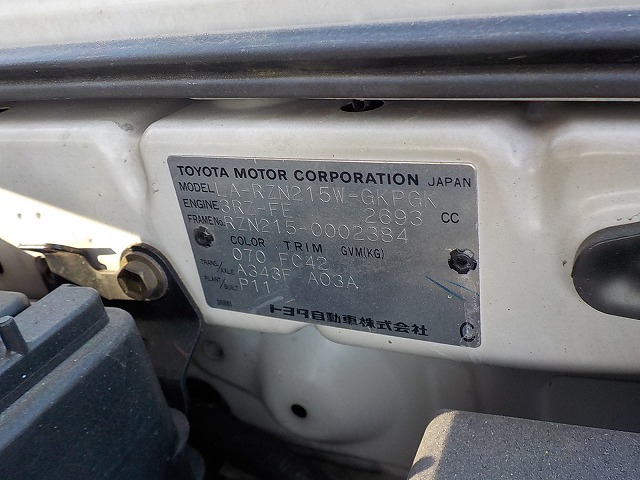 TOYOTA MOTOR CORPORATION JAPAN
MODEL LA-RZN215W-GKPGK
ENGINE 3RZ-FE 2693 CC
FRAME No. RZN215-0002384
COLOR TRIM GVM(KG)
070 FC42
TRANS/AXLE A343F A03A
PLANT/BUILT P11
トヨタ自動車株式会社 C